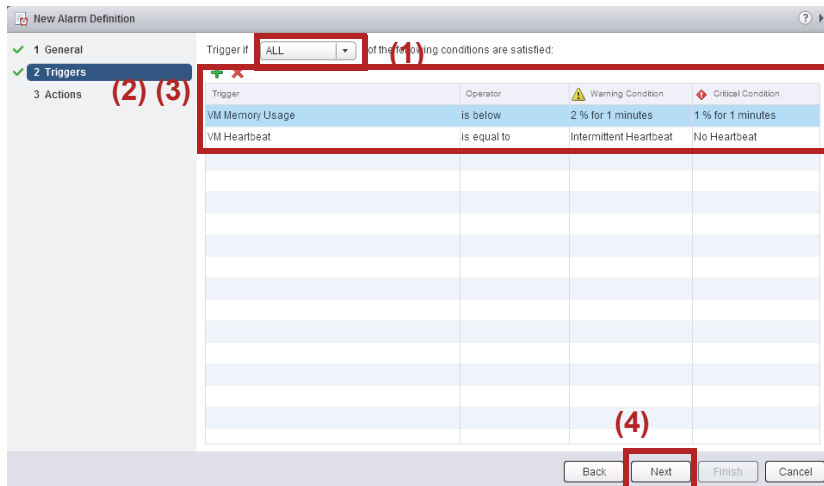 New Alarm Definition
1 General
2 Triggers
3 Actions
(2) (3)
Trigger if ALL of the following conditions are satisfied:
(1)
Trigger Operator Warning Condition Critical Condition
VM Memory Usage is below 2 % for 1 minutes 1 % for 1 minutes
VM Heartbeat is equal to Intermittent Heartbeat No Heartbeat
(4)
Back Next Finish Cancel